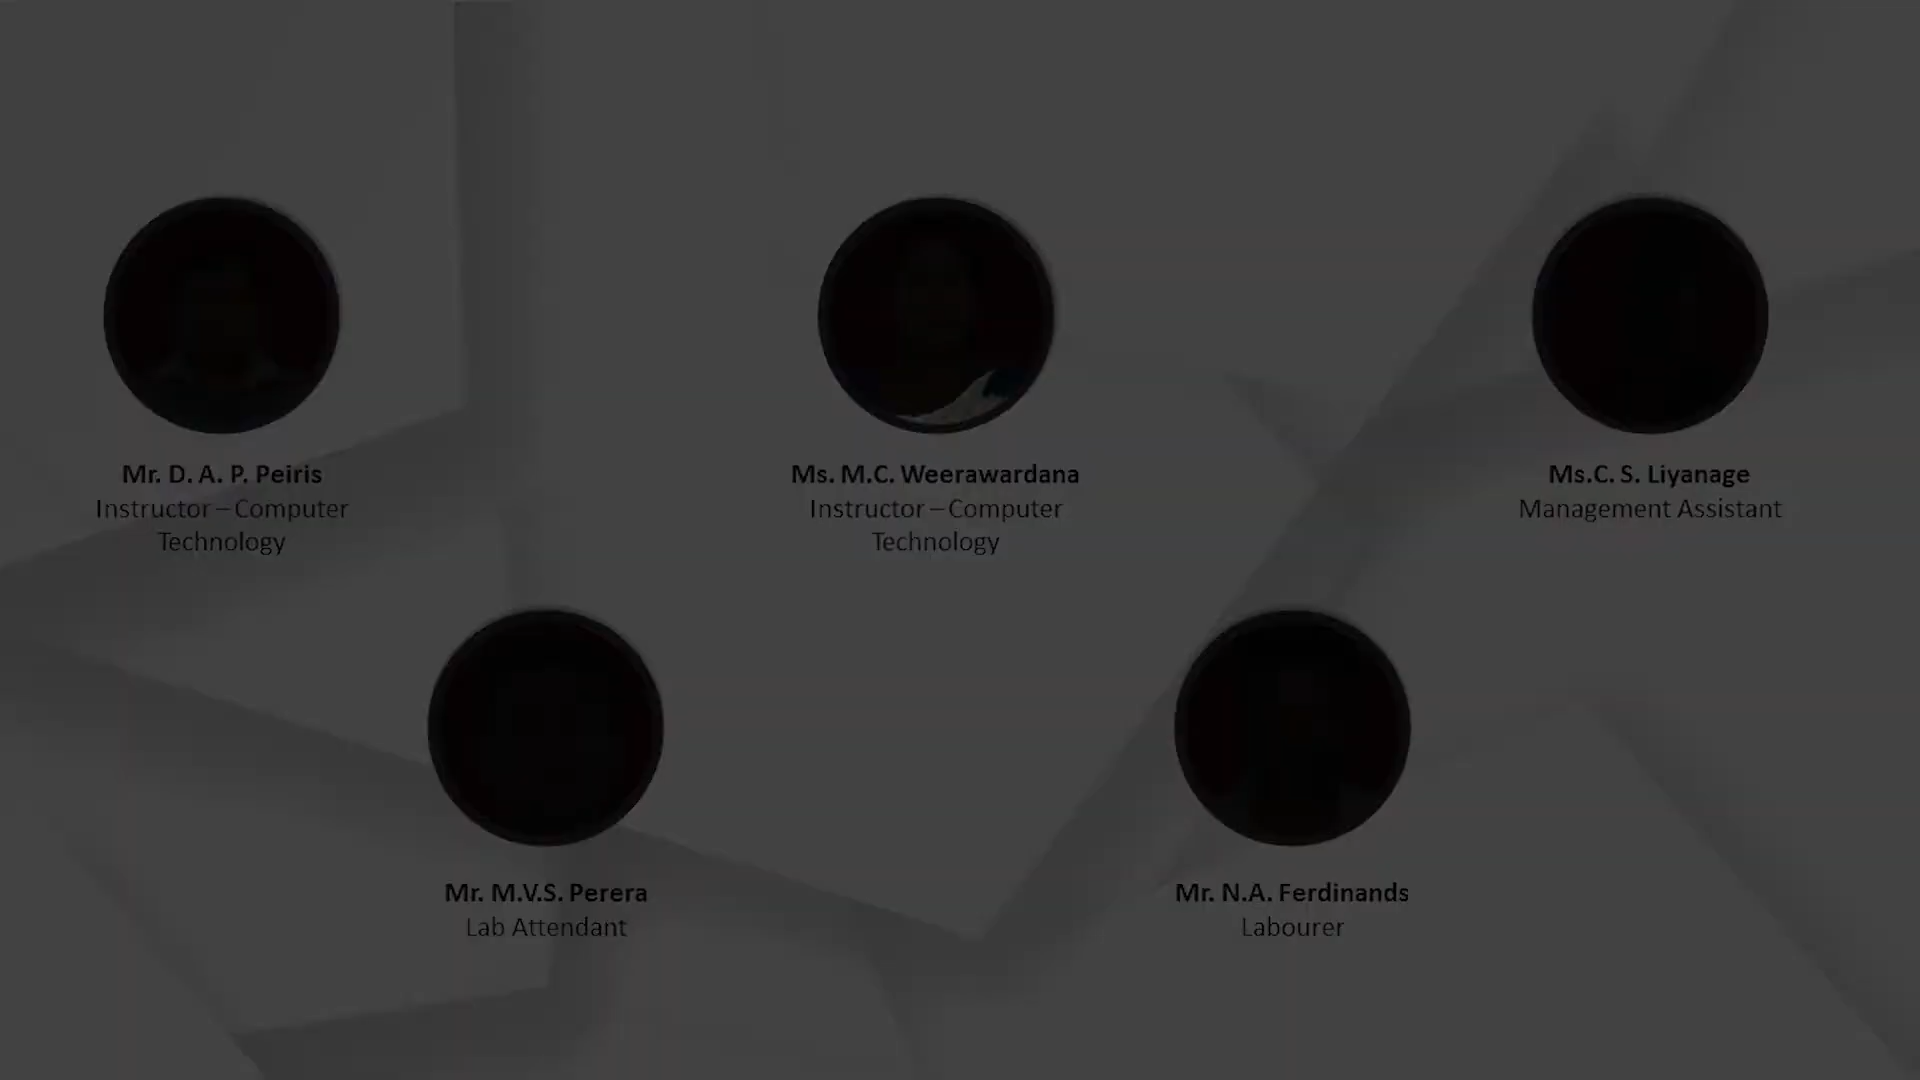 Mr. D. A. P. Peiris
Instructor – Computer
Technology
Ms. M.C. Weerawardana
Instructor – Computer
Technology
Ms.C. S. Liyanage
Management Assistant
Mr. M.V.S. Perera
Lab Attendant
Mr. N.A. Ferdinands
Labourer